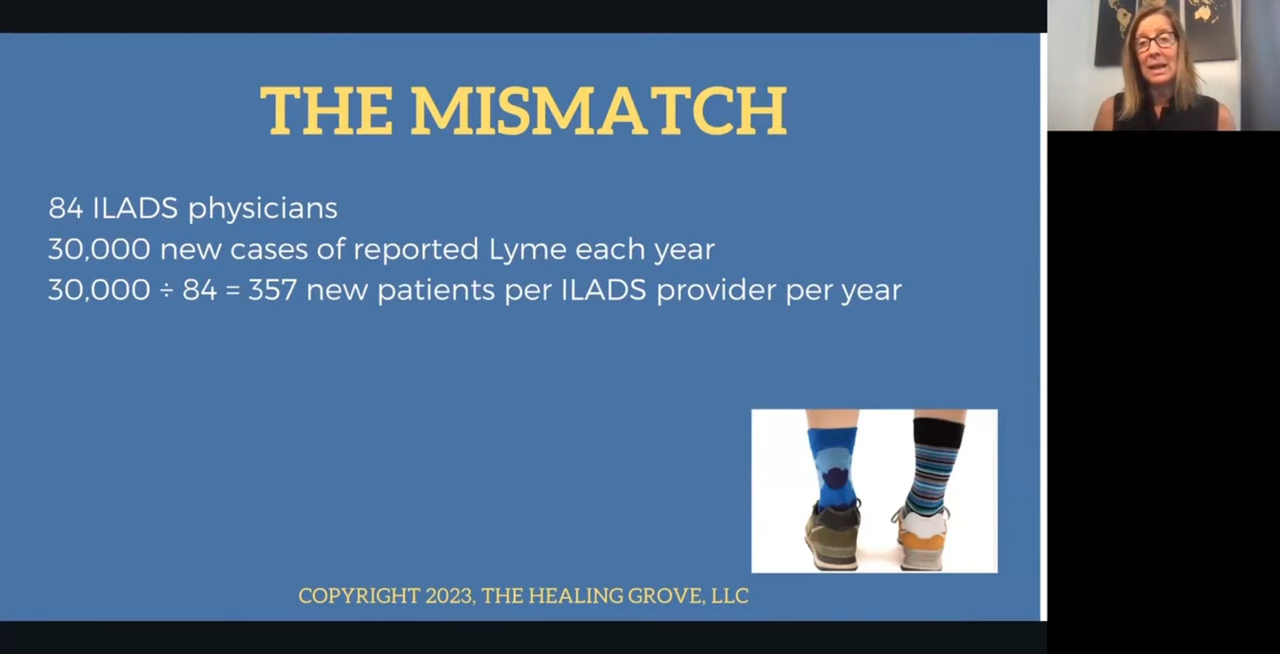 THE MISMATCH
84 ILADS physicians
30,000 new cases of reported Lyme each year
30,000 ÷ 84 = 357 new patients per ILADS provider per year
COPYRIGHT 2023, THE HEALING GROVE, LLC